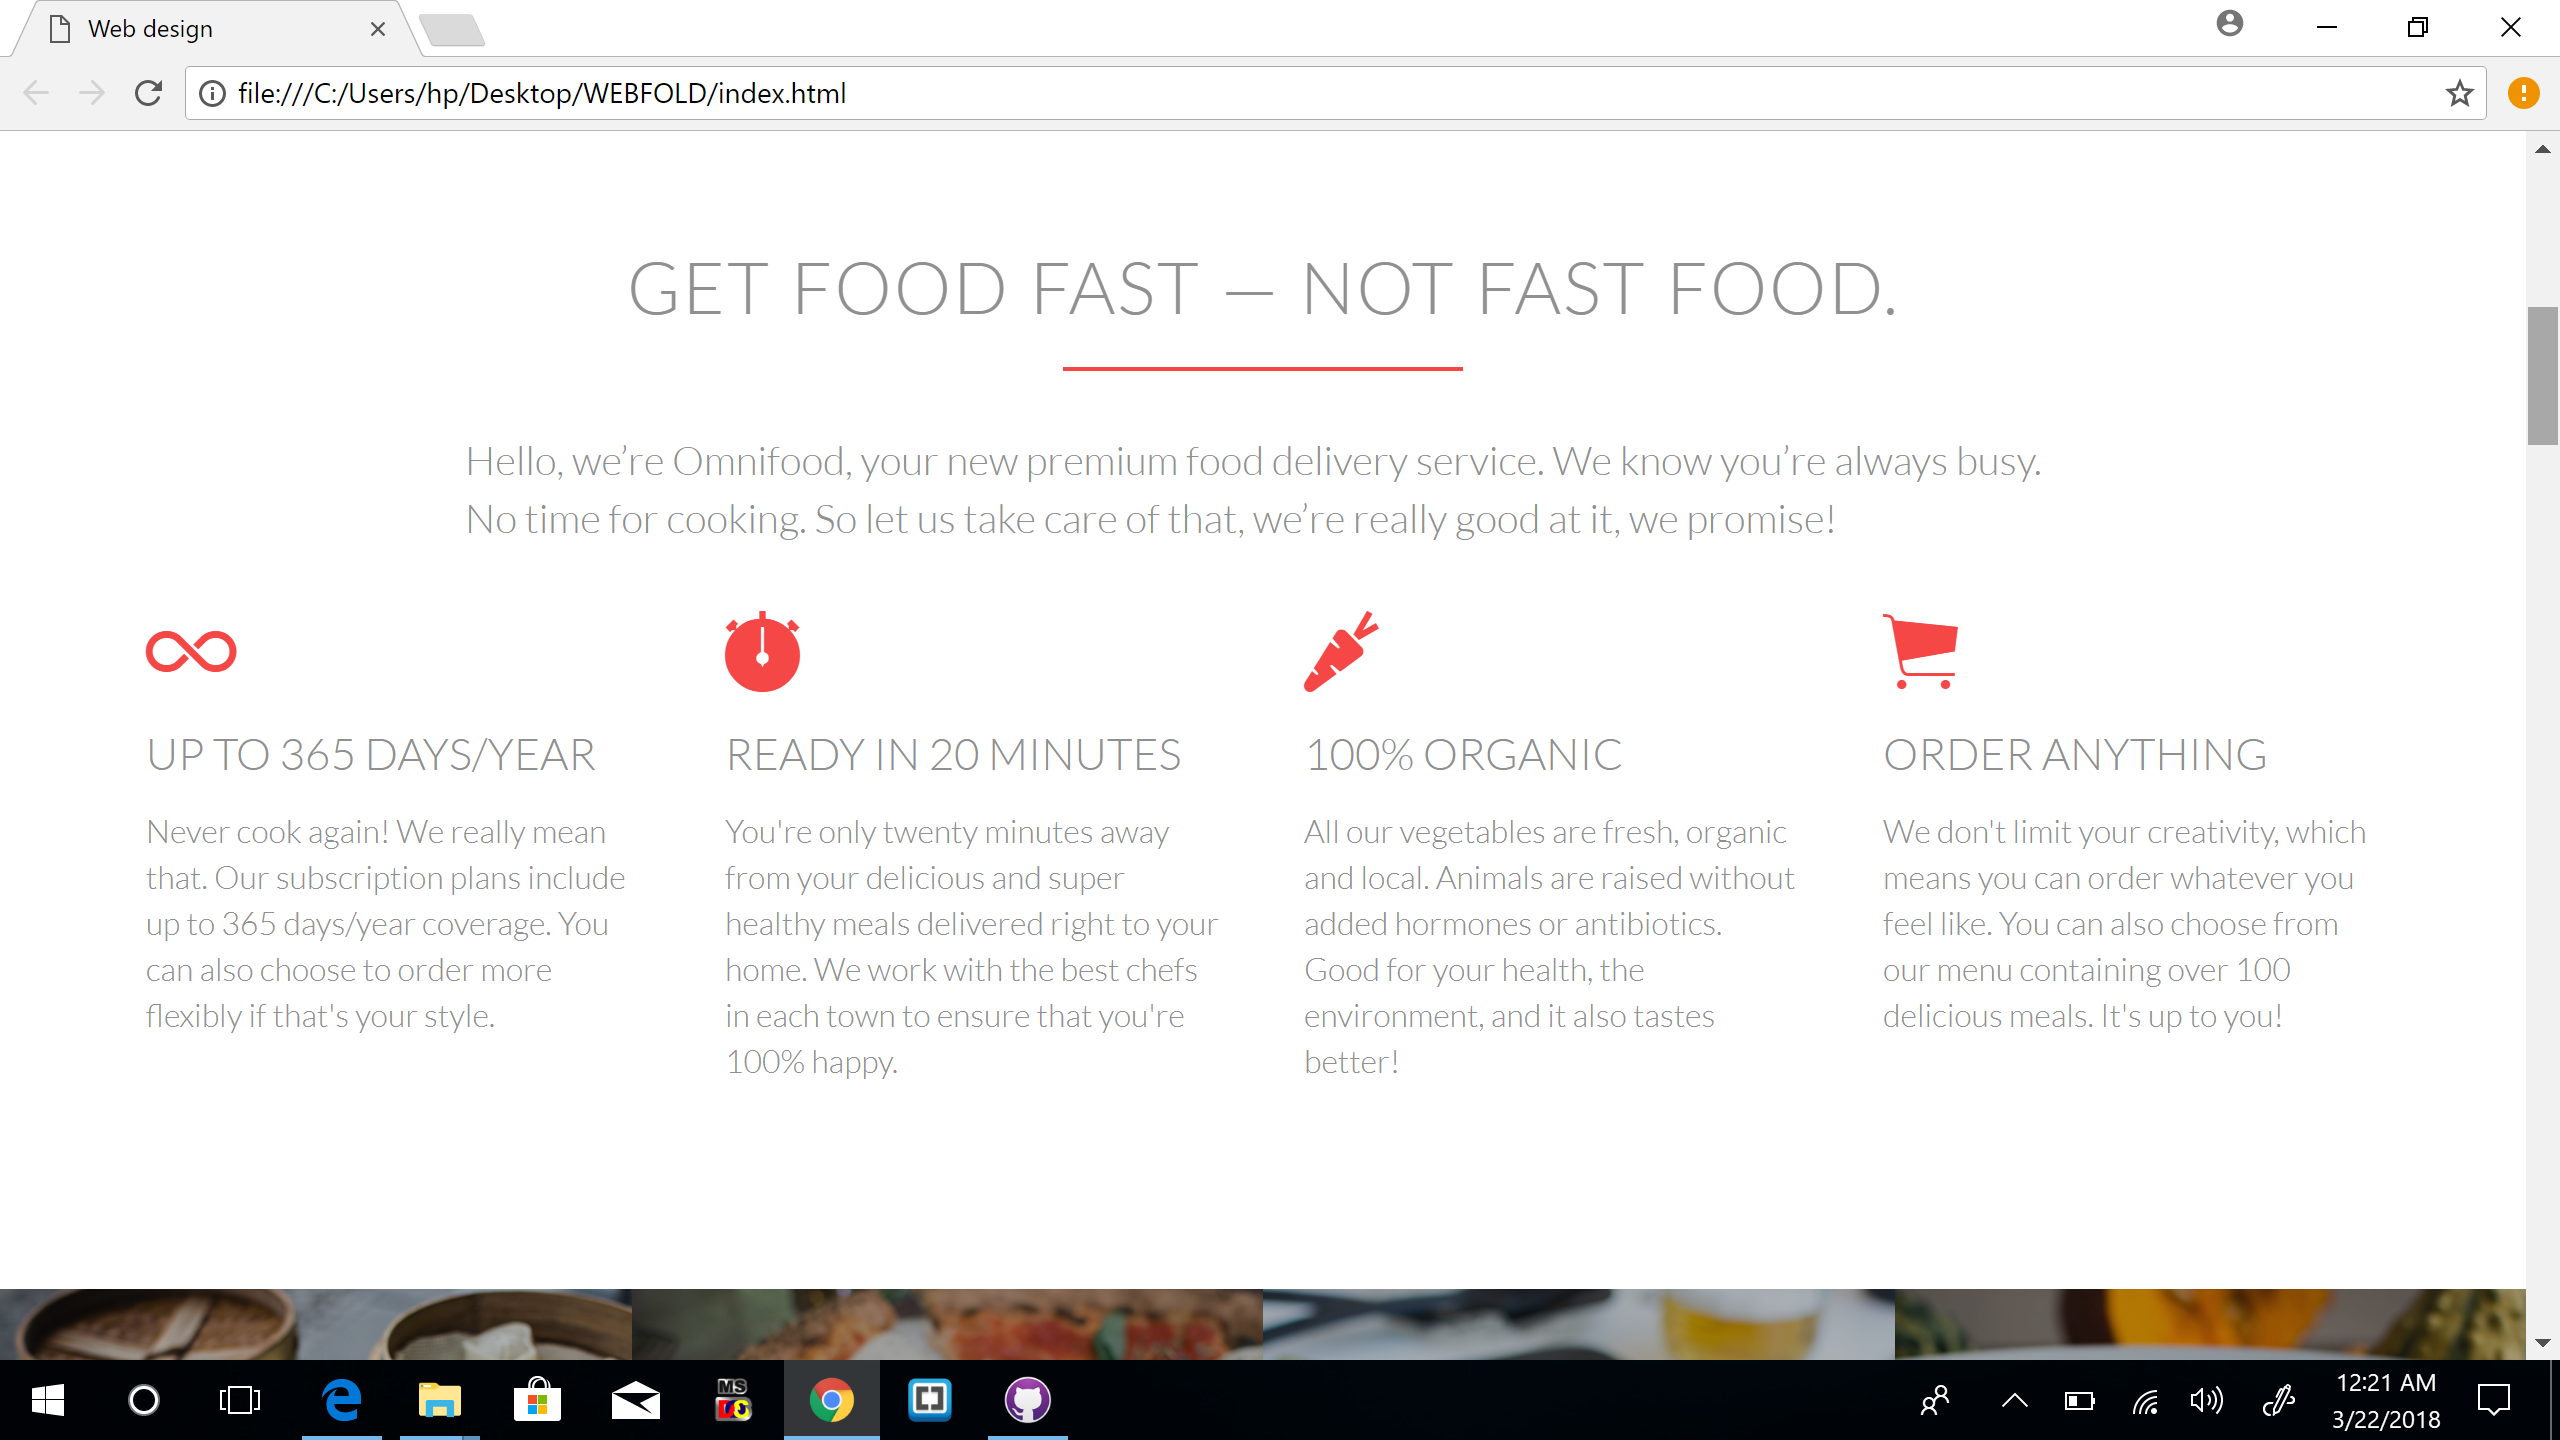 Web design
file:///C:/Users/hp/Desktop/WEBFOLD/index.html
GET FOOD FAST — NOT FAST FOOD.
Hello, we’re Omnifood, your new premium food delivery service. We know you’re always busy.
No time for cooking. So let us take care of that, we’re really good at it, we promise!
UP TO 365 DAYS/YEAR
Never cook again! We really mean
that. Our subscription plans include
up to 365 days/year coverage. You
can also choose to order more
flexibly if that's your style.
READY IN 20 MINUTES
You're only twenty minutes away
from your delicious and super
healthy meals delivered right to your
home. We work with the best chefs
in each town to ensure that you're
100% happy.
100% ORGANIC
All our vegetables are fresh, organic
and local. Animals are raised without
added hormones or antibiotics.
Good for your health, the
environment, and it also tastes
better!
ORDER ANYTHING
We don't limit your creativity, which
means you can order whatever you
feel like. You can also choose from
our menu containing over 100
delicious meals. It's up to you!
MS
12:21 AM
3/22/2018